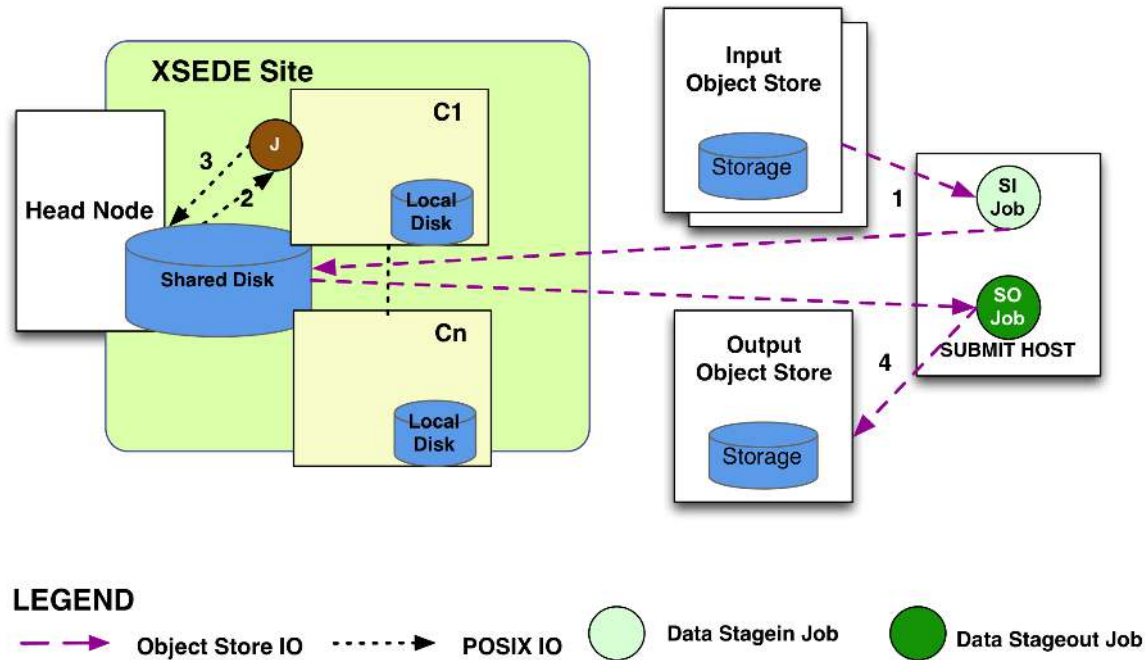 XSEDE Site
Head Node
3
2
J
C1
Local
Disk
Shared Disk
Cn
Local
Disk
Input
Object Store
Storage
1
SI
Job
SO
Job
SUBMIT HOST
4
Output
Object Store
Storage
LEGEND
Object Store IO
POSIX IO
Data Stagein Job
Data Stageout Job